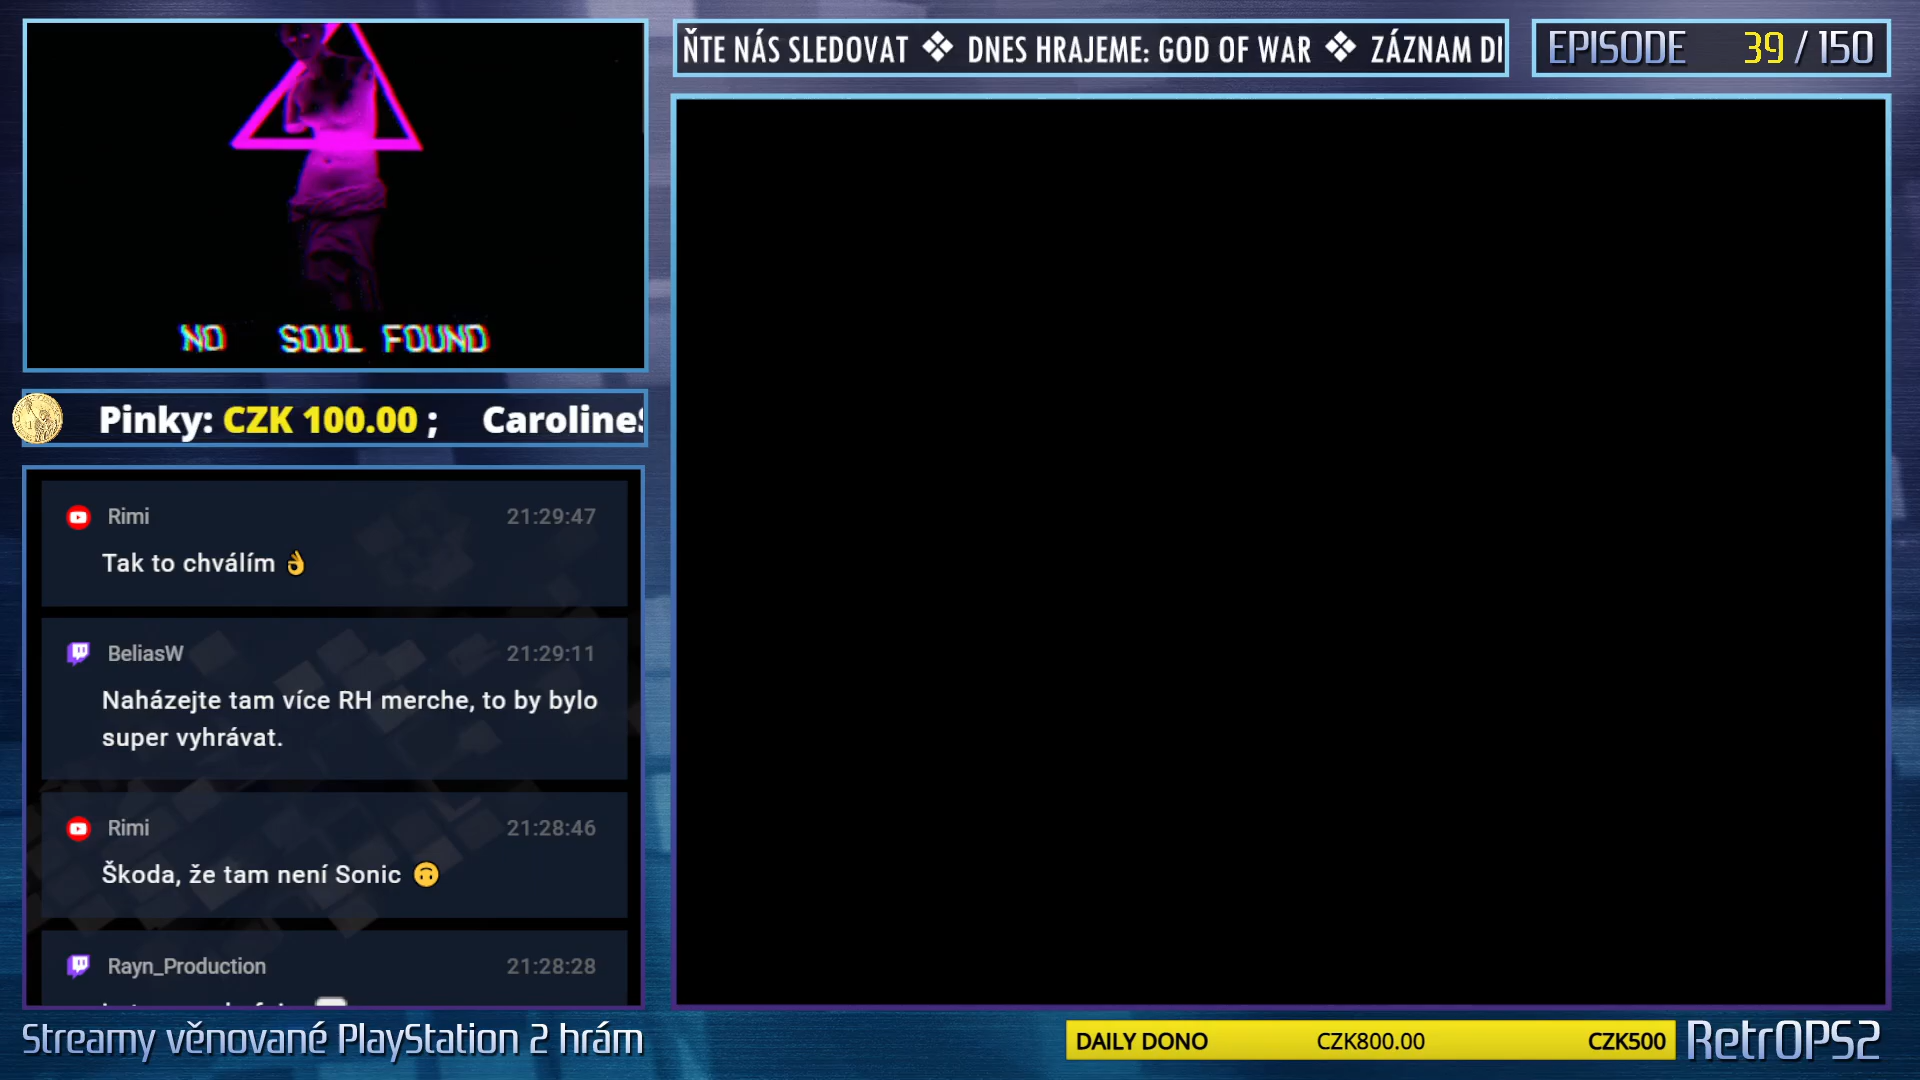 NO SOUL FOUND
NÁS SLEDOVAT ❖ DNES HRAJEME: GOD OF WAR ❖ ZÁZNAM
EPISODE 39 / 150
Pinky: CZK 100.00 ; Caroline
Rimi 21:29:47
Tak to chválím 👌
BeliasW 21:29:11
Naházejte tam více RH merche, to by bylo
super vyhrávat.
Rimi 21:28:46
Škoda, že tam není Sonic 🙃
Rayn_Production 21:28:28
Streamy věnované PlayStation 2 hrám
DAILY DONO CZK800.00 CZK500
RetrOPS2